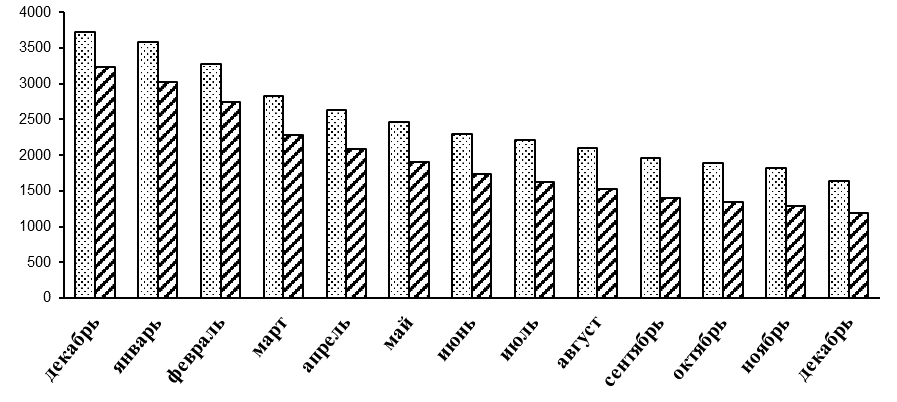 4000
3500
3000
2500
2000
1500
1000
500
0
декабрь
январь
февраль
март
апрель
май
июнь
июль
август
сентябрь
октябрь
ноябрь
декабрь